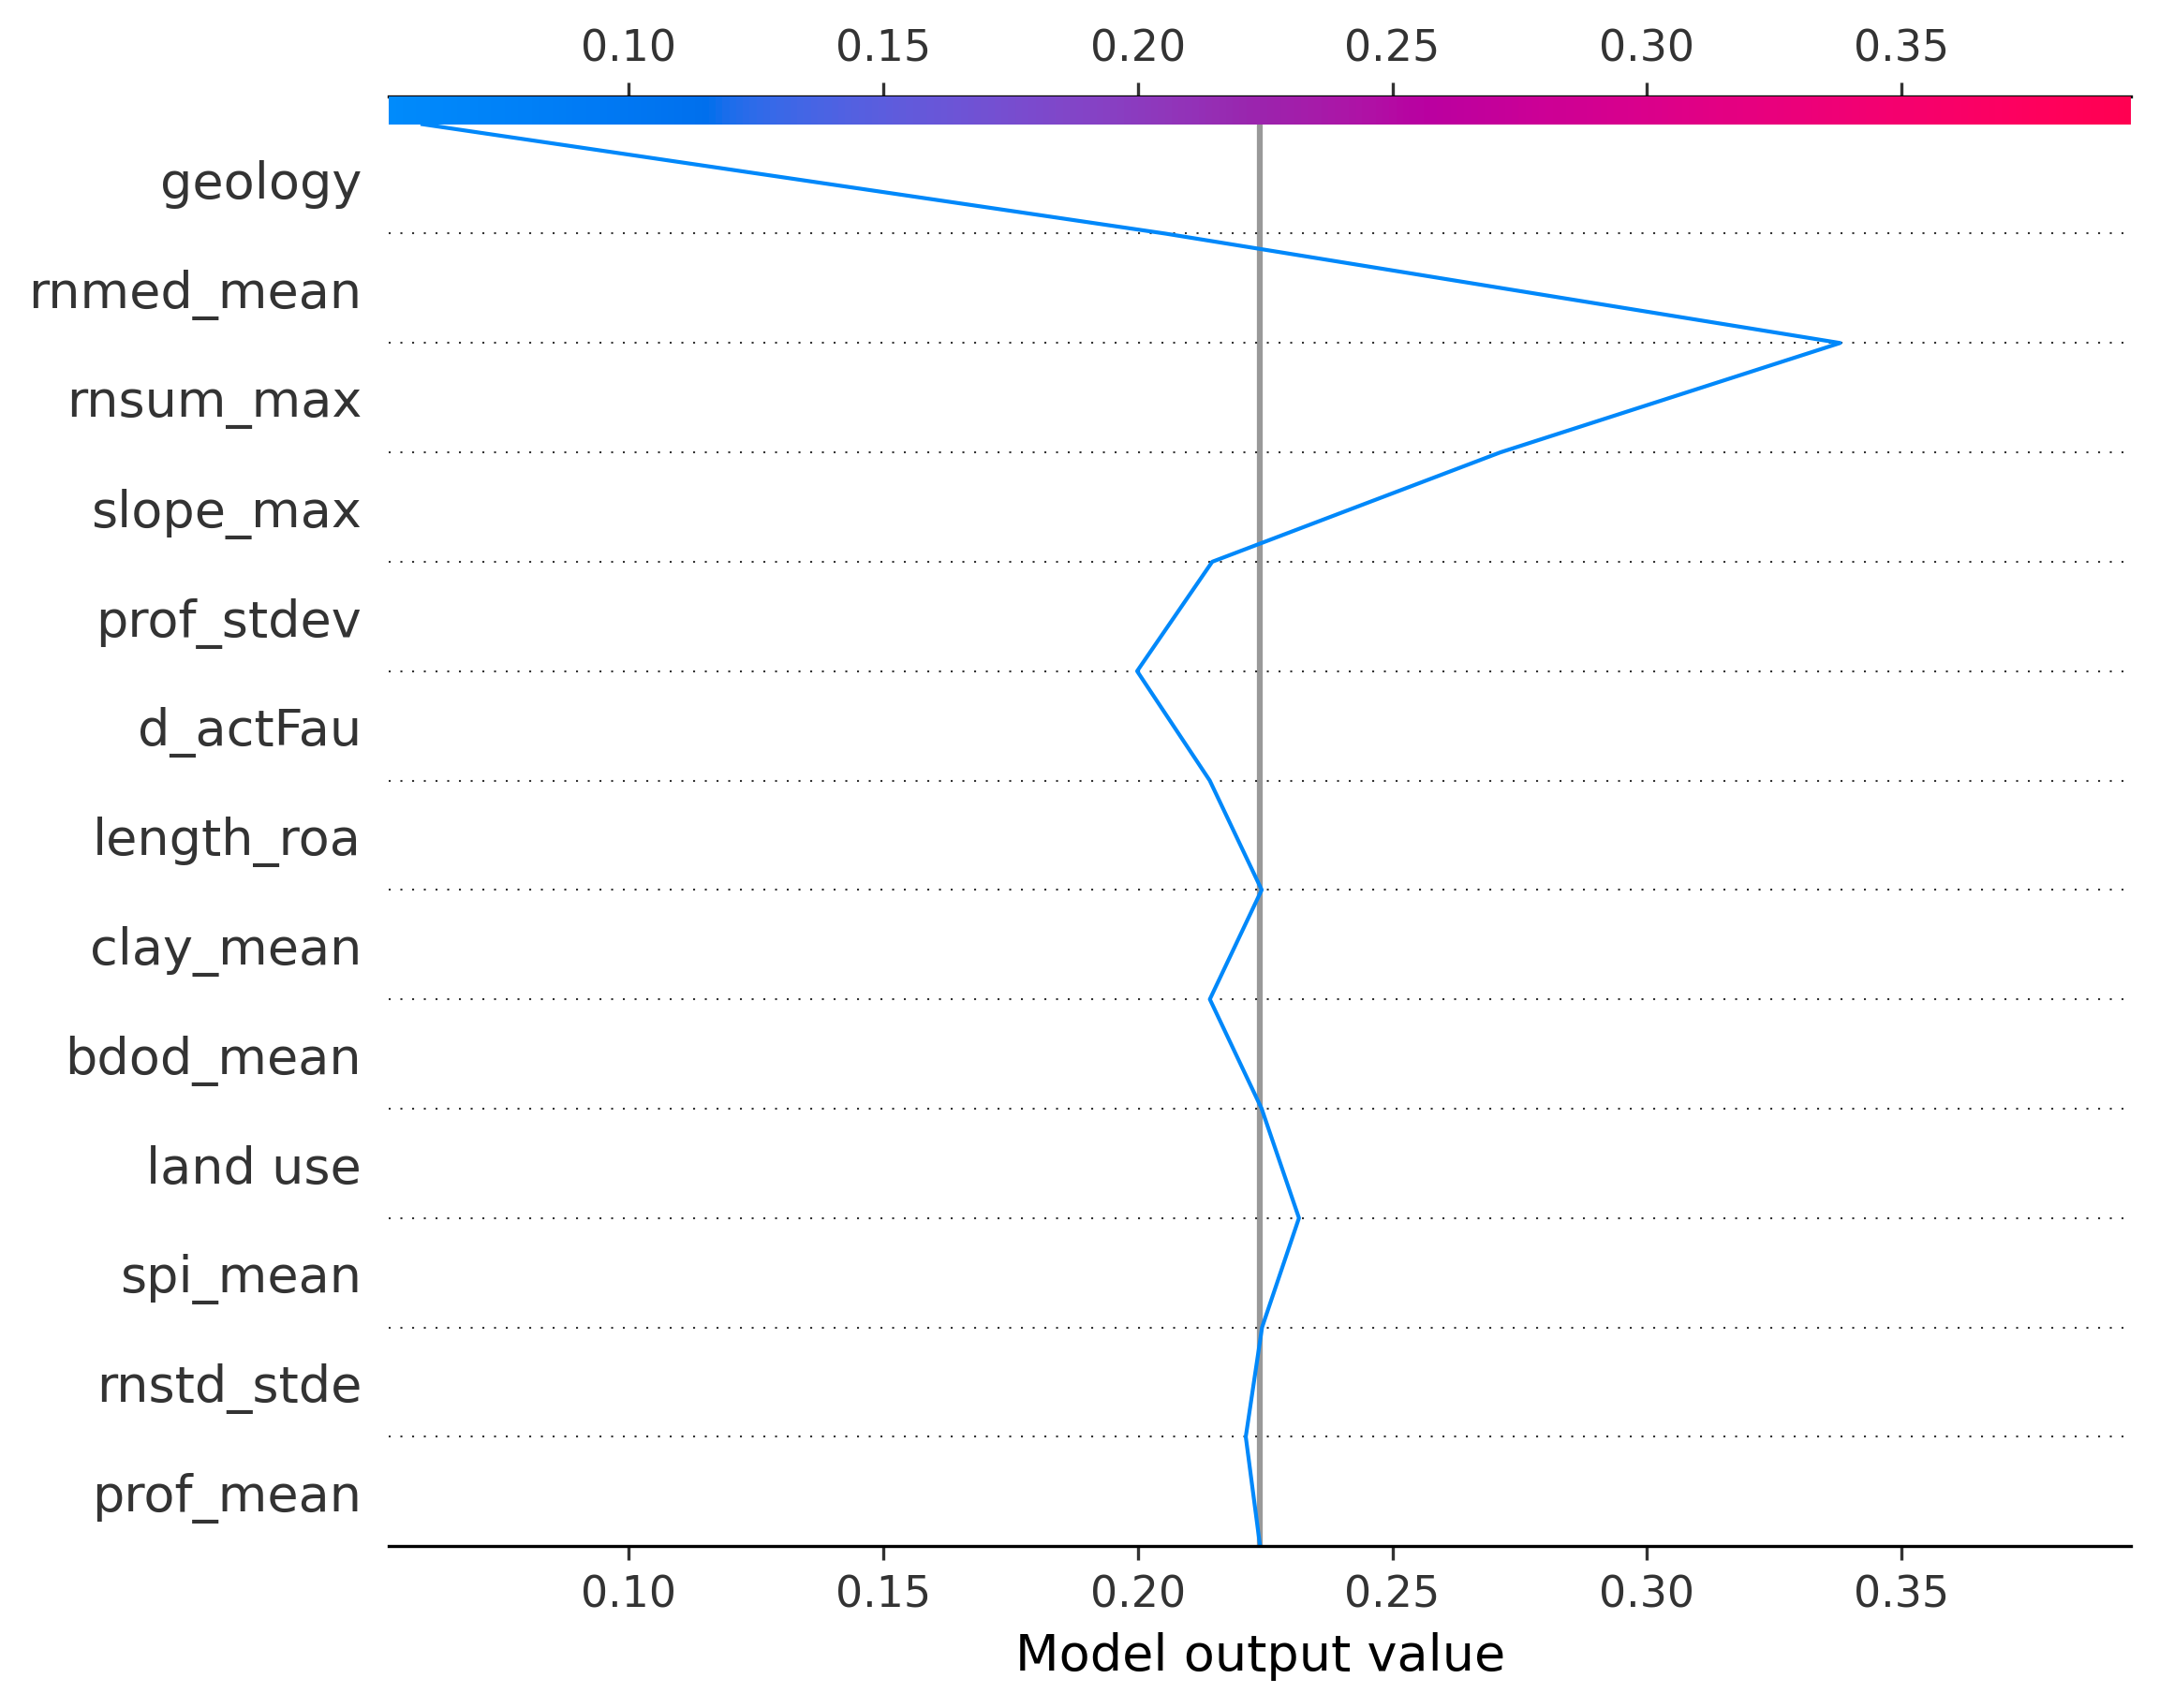 0.10 0.15 0.20 0.25 0.30 0.35
geology
rnmed_mean
rnsum_max
slope_max
prof_stdev
d_actFau
length_roa
clay_mean
bdod_mean
land use
spi_mean
rnstd_stde
prof_mean
0.10 0.15 0.20 0.25 0.30 0.35
Model output value